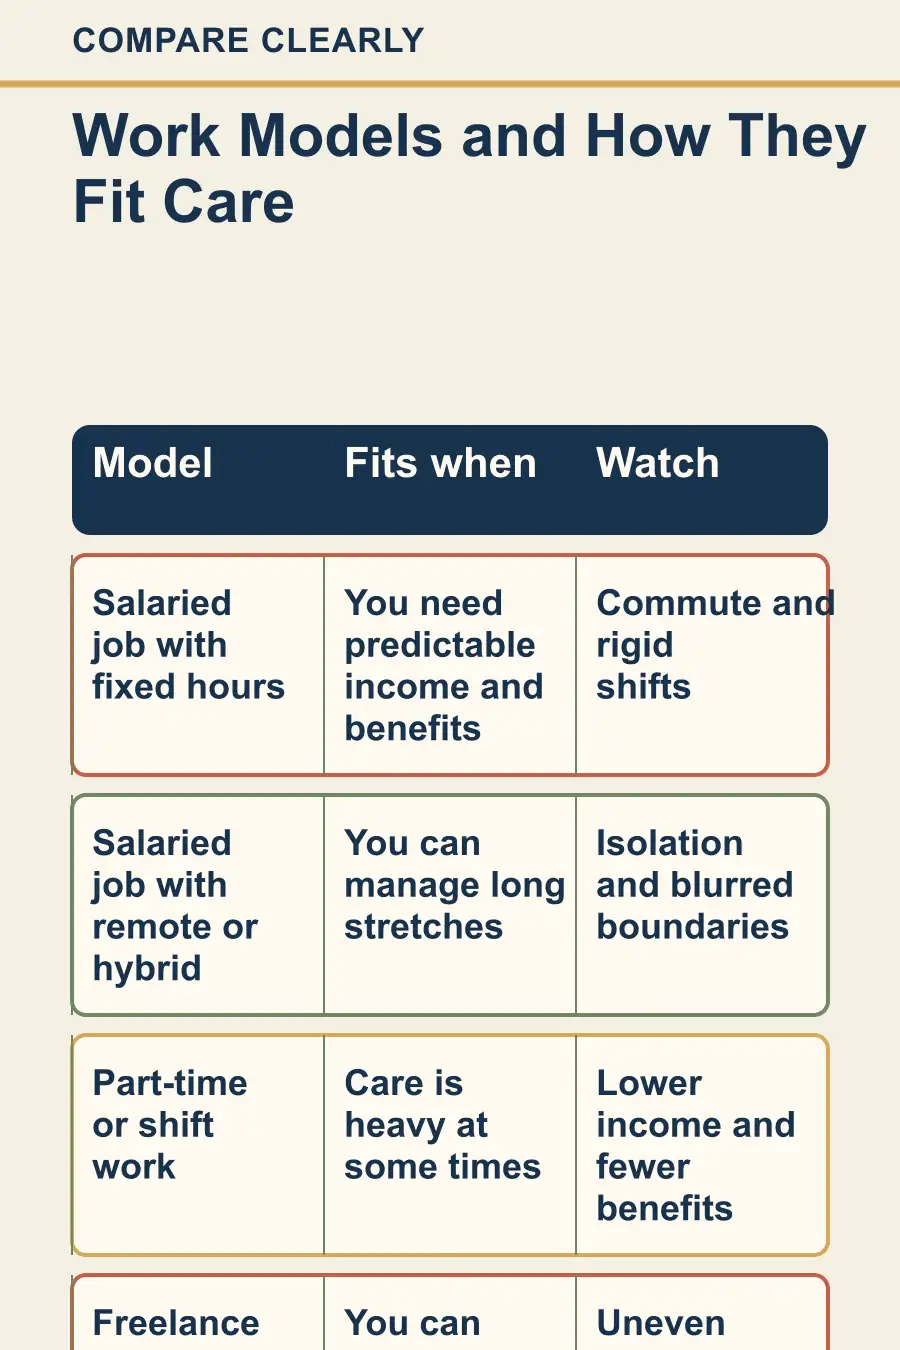 COMPARE CLEARLY
Work Models and How They
Fit Care
Model Fits when Watch
Salaried
job with
fixed hours
You need
predictable
income and
benefits
Commute and
rigid
shifts
Salaried
job with
remote or
hybrid
You can
manage long
stretches
Isolation
and blurred
boundaries
Part-time
or shift
work
Care is
heavy at
some times
Lower
income and
fewer
benefits
Freelance
You can
Uneven